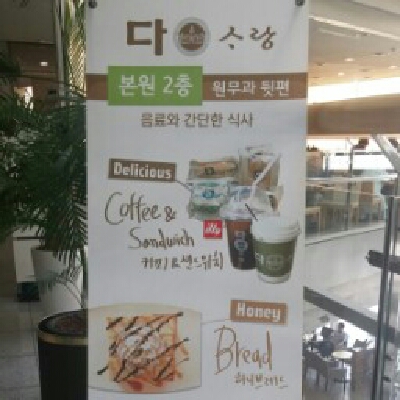 다 수랑
본원 2층 원무과 뒷편
음료와 간단한 식사
Delicious
Coffee &
Sandwich
커피&샌드위치
illy
Honey
Bread
허니브레드